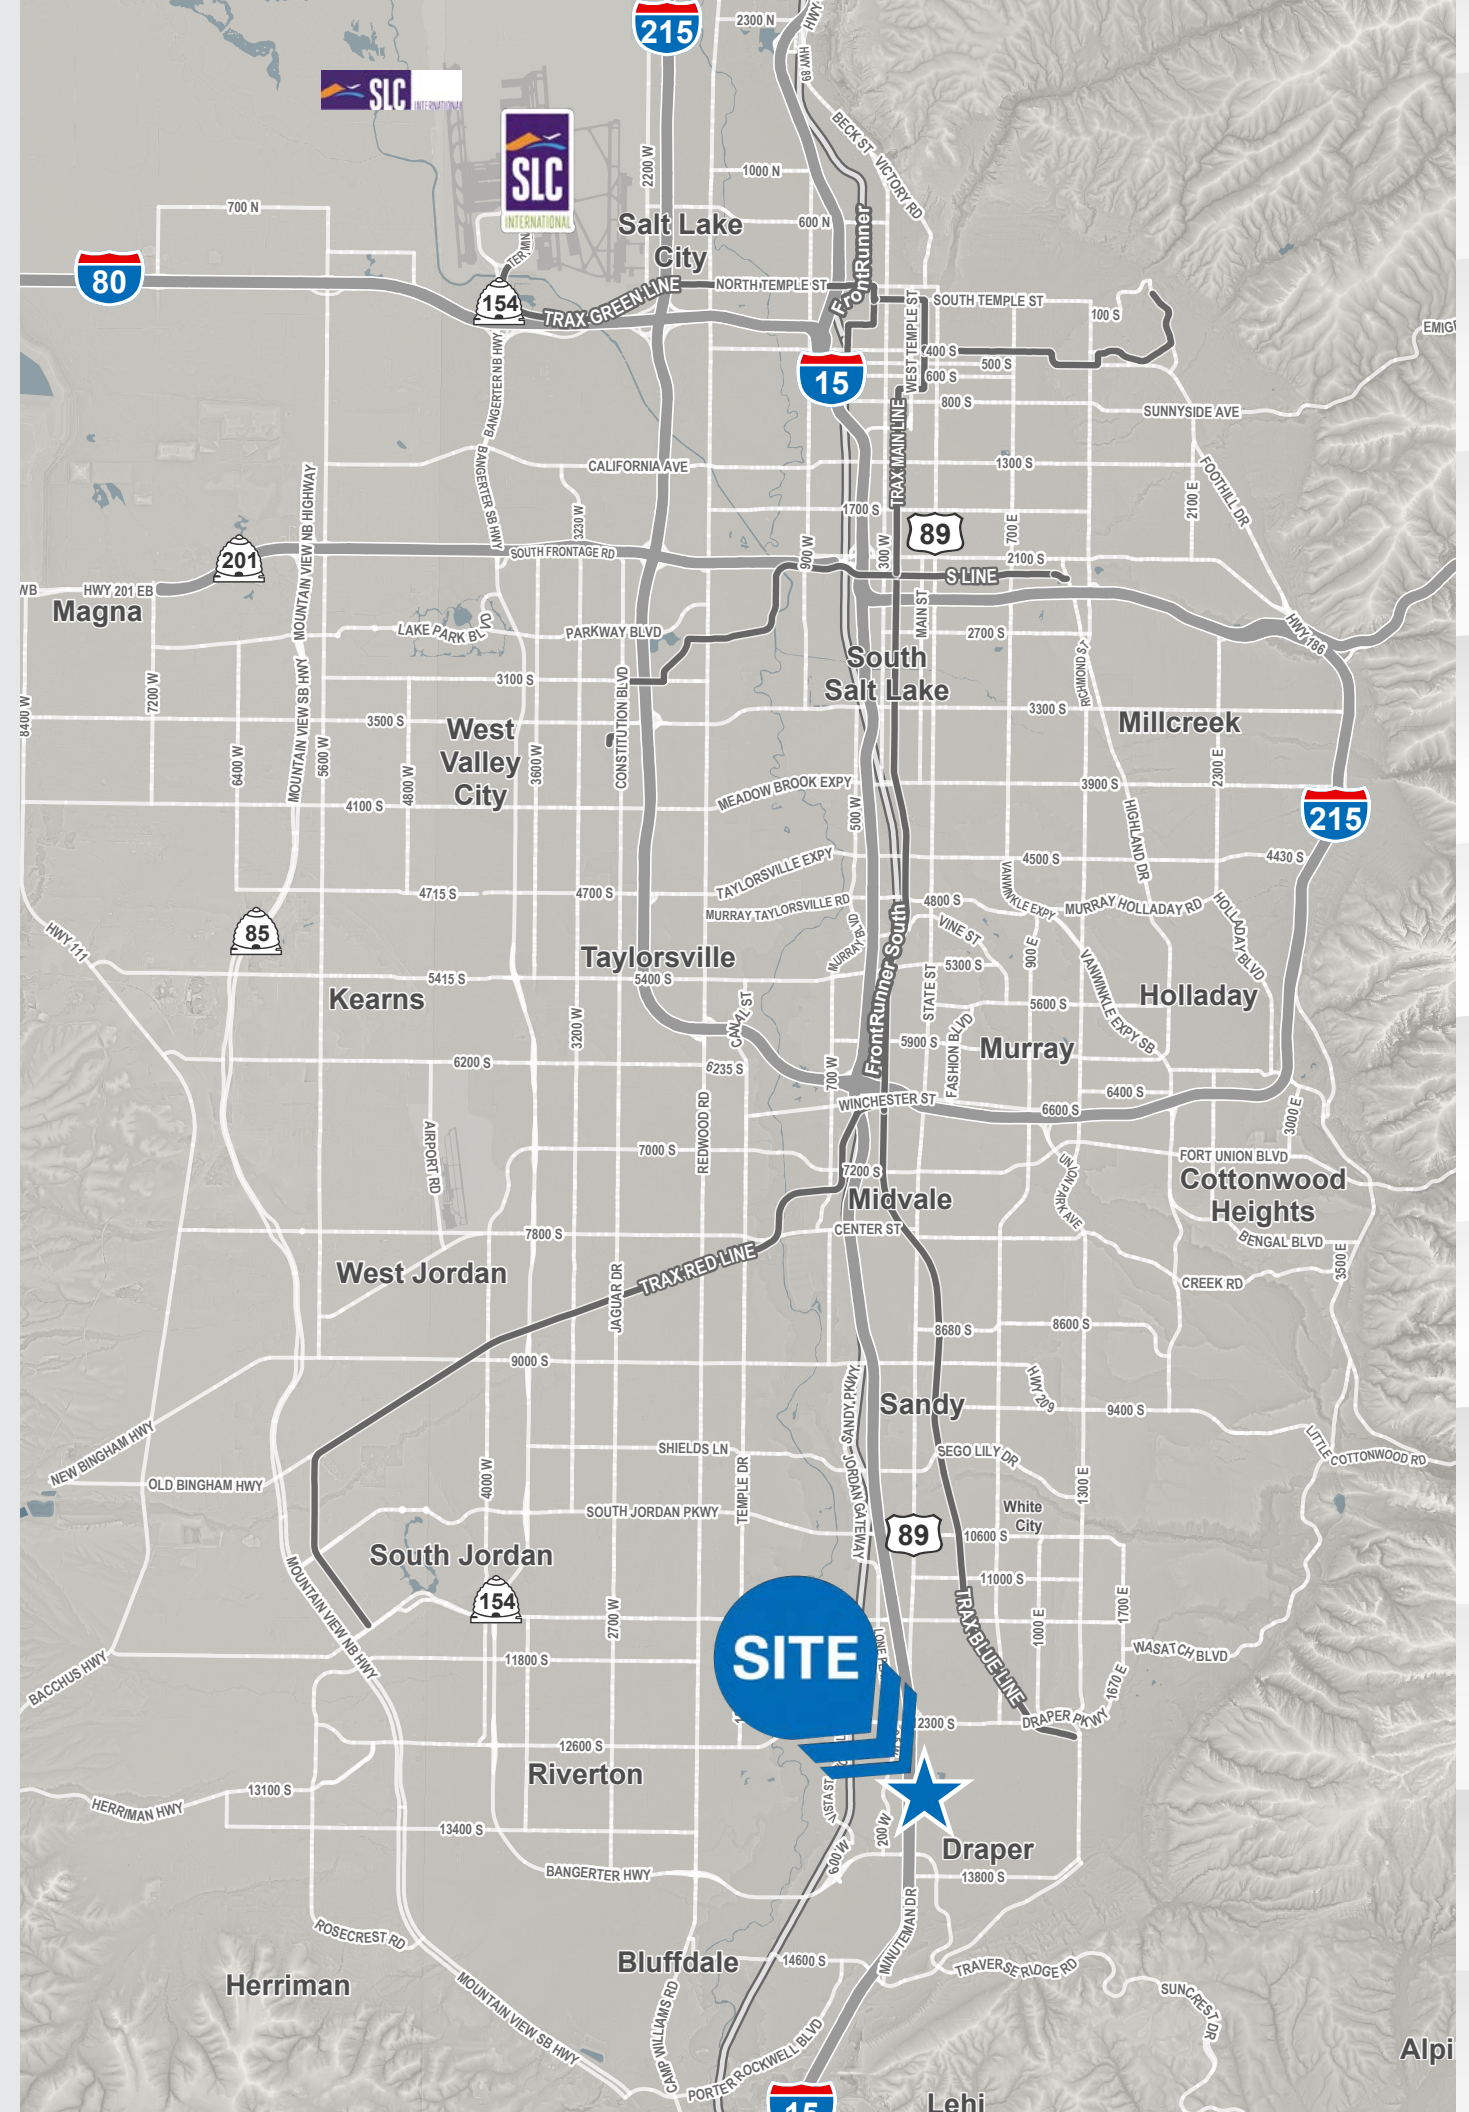 215
2300 N
HWY
HWY 89
SLC
INTERNATIONAL
SLC
INTERNATIONAL
BECK ST
VICTORY RD
2200 W
1000 N
700 N
600 N
Salt Lake
City
FrontRunner
80
154
TRAX GREEN LINE
NORTH TEMPLE ST
SOUTH TEMPLE ST
100 S
WEST TEMPLE ST
400 S
500 S
600 S
800 S
15
SUNNYSIDE AVE
BANGERTER NB HWY
BANGERTER SB HWY
CALIFORNIA AVE
TRAX MAIN LINE
1300 S
FOOTHILL DR
2100 E
MOUNTAIN VIEW NB HIGHWAY
3230 W
1700 S
89
700 E
201
SOUTH FRONTAGE RD
900 W
300 W
2100 S
S LINE
WB
HWY 201 EB
Magna
LAKE PARK BLVD
PARKWAY BLVD
MAIN ST
2700 S
HWY 186
South
Salt Lake
RICHMOND ST
3100 S
7200 W
8400 W
MOUNTAIN VIEW SB HWY
3500 S
CONSTITUTION BLVD
3300 S
Millcreek
West
Valley
City
6400 W
5600 W
4800 W
3600 W
2300 E
MEADOW BROOK EXPY
3900 S
4100 S
500 W
HIGHLAND DR
215
TAYLORSVILLE EXPY
4500 S
4430 S
4715 S
4700 S
MURRAY TAYLORSVILLE RD
4800 S
VANWINKLE EXPY
MURRAY HOLLADAY RD
HOLLADAY BLVD
HWY 111
85
MURRAY BLVD
VINE ST
900 E
Taylorsville
5400 S
5415 S
Kearns
FrontRunner South
5300 S
STATE ST
VANWINKLE EXPY SB
Holladay
5600 S
3200 W
CANAL ST
5900 S
FASHION BLVD
Murray
6200 S
6235 S
700 W
WINCHESTER ST
6400 S
6600 S
3000 E
AIRPORT RD
REDWOOD RD
7000 S
7200 S
UNION PARK AVE
FORT UNION BLVD
Cottonwood
Heights
Midvale
CENTER ST
7800 S
BENGAL BLVD
3500 E
West Jordan
TRAX RED LINE
CREEK RD
JAGUAR DR
8680 S
8600 S
9000 S
SANDY PKWY
Sandy
HWY 209
9400 S
NEW BINGHAM HWY
SHIELDS LN
SEGO LILY DR
LITTLE
COTTONWOOD RD
OLD BINGHAM HWY
4000 W
TEMPLE DR
JORDAN GATEWAY
1300 E
SOUTH JORDAN PKWY
White
City
89
10600 S
South Jordan
MOUNTAIN VIEW NB HWY
154
11000 S
2700 W
TRAX BLUE LINE
1000 E
1700 E
SITE
BACCHUS HWY
11800 S
WASATCH BLVD
1670 E
12300 S
DRAPER PKWY
12600 S
Riverton
13100 S
HERRIMAN HWY
VISTA ST
200 W
13400 S
600 W
Draper
BANGERTER HWY
13800 S
ROSECREST RD
MINUTEMAN DR
Bluffdale
14600 S
TRAVERSE RIDGE RD
Herriman
MOUNTAIN VIEW SB HWY
CAMP WILLIAMS RD
SUNCREST DR
PORTER ROCKWELL BLVD
Alpi
15
Lehi